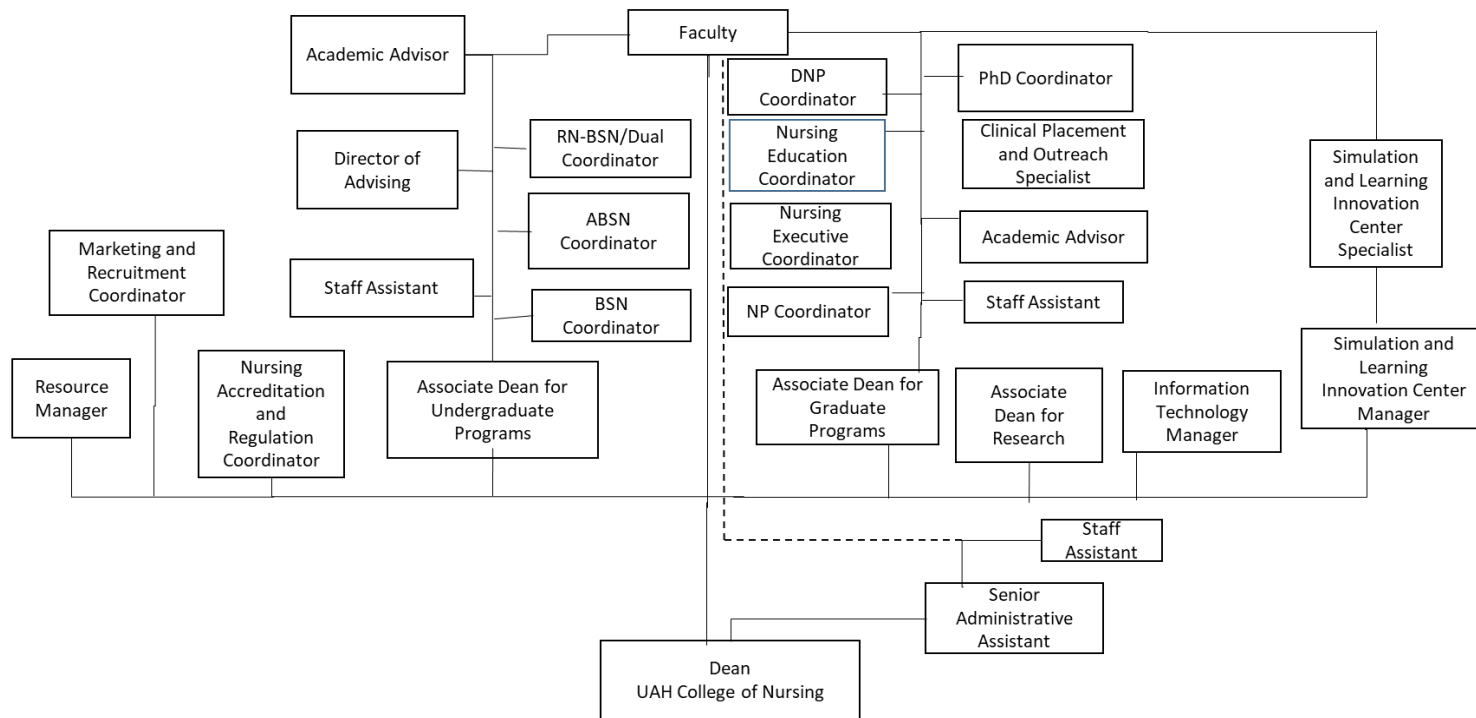 Faculty
Academic Advisor
DNP
Coordinator
PhD Coordinator
RN-BSN/Dual
Coordinator
Nursing
Education
Coordinator
Clinical Placement
and Outreach
Specialist
Director of
Advising
Simulation
and Learning
Innovation
Center
Specialist
ABSN
Coordinator
Nursing
Executive
Coordinator
Academic Advisor
Marketing and
Recruitment
Coordinator
Staff Assistant
BSN
Coordinator
NP Coordinator
Staff Assistant
Simulation and
Learning
Innovation Center
Manager
Resource
Manager
Nursing
Accreditation
and
Regulation
Coordinator
Associate Dean for
Undergraduate
Programs
Associate Dean for
Graduate
Programs
Associate
Dean for
Research
Information
Technology
Manager
Staff
Assistant
Senior
Administrative
Assistant
Dean
UAH College of Nursing